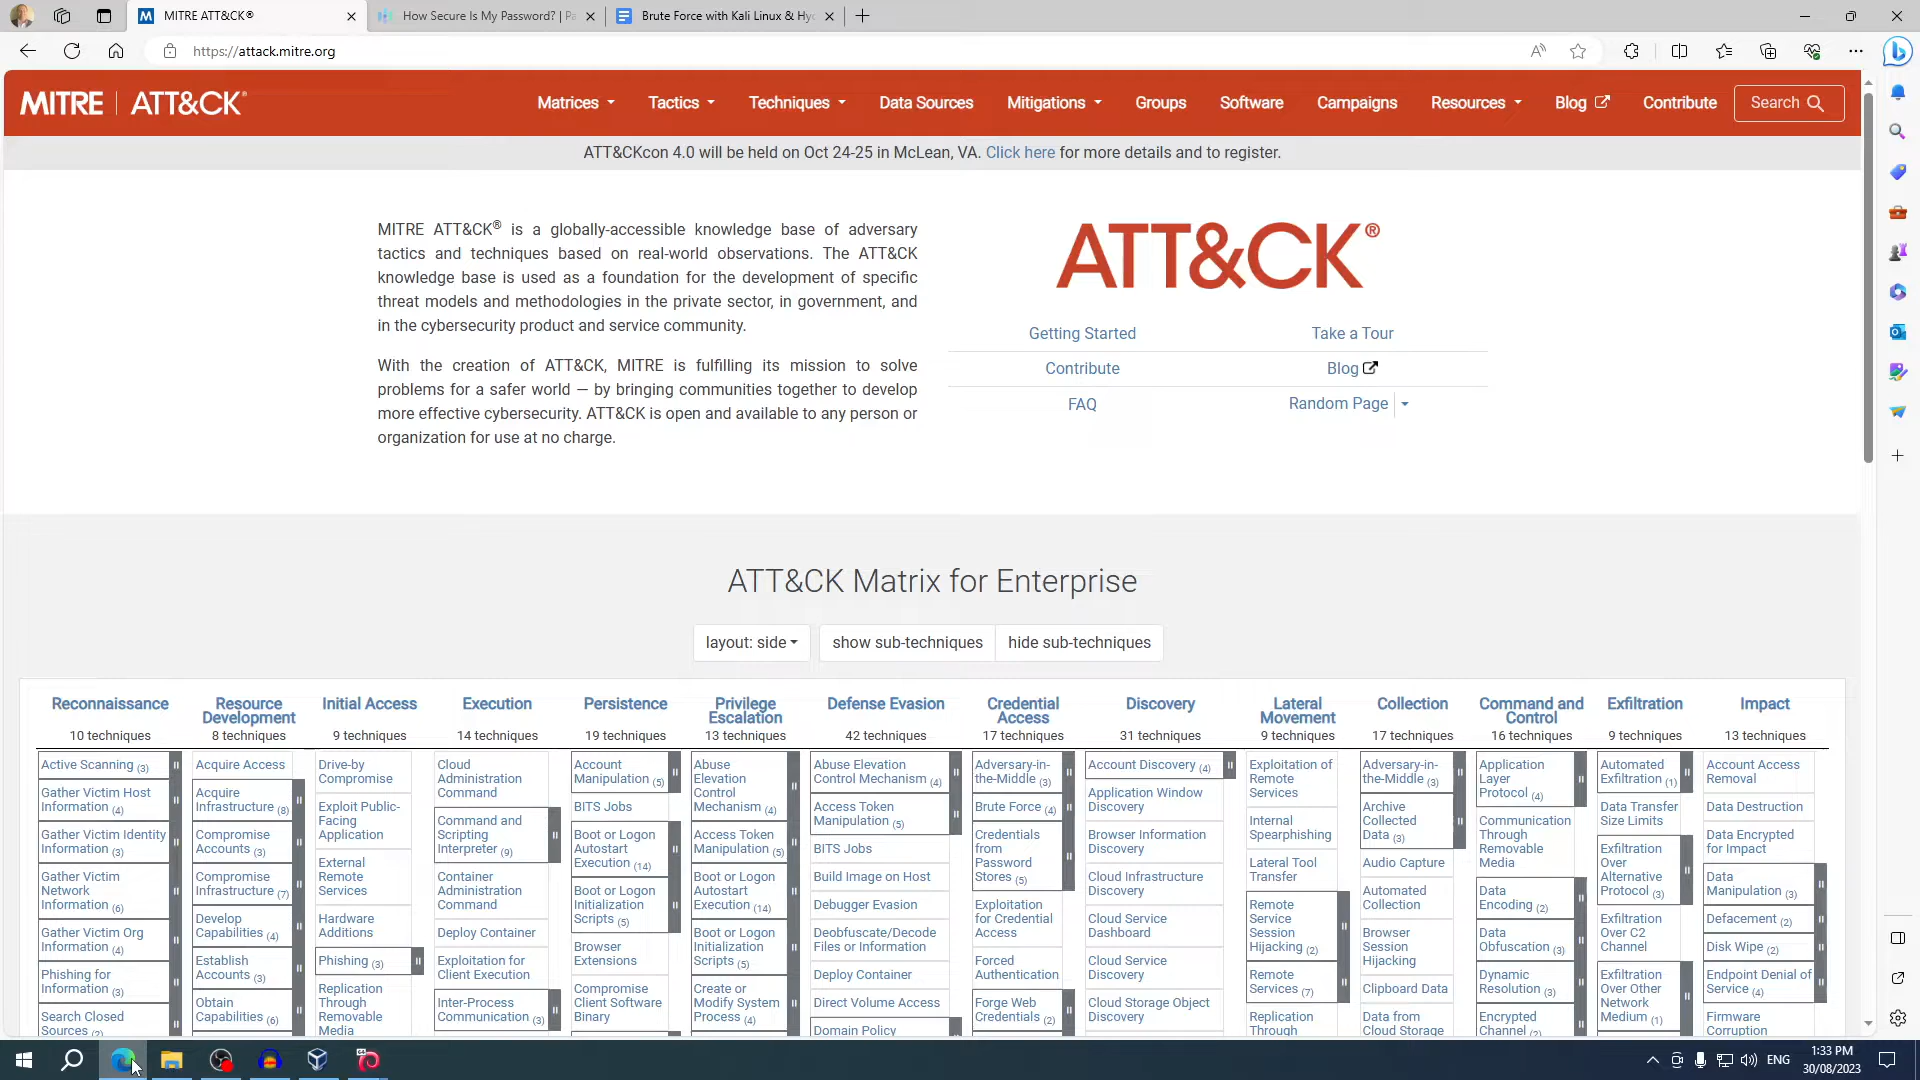 MITRE ATT&CK®
How Secure Is My Password? | Pa
Brute Force with Kali Linux & Hy
https://attack.mitre.org
MITRE | ATT&CK®
Matrices
Tactics
Techniques
Data Sources
Mitigations
Groups
Software
Campaigns
Resources
Blog
Contribute
Search
ATT&CKcon 4.0 will be held on Oct 24-25 in McLean, VA. Click here for more details and to register.
MITRE ATT&CK® is a globally-accessible knowledge base of adversary
tactics and techniques based on real-world observations. The ATT&CK
knowledge base is used as a foundation for the development of specific
threat models and methodologies in the private sector, in government, and
in the cybersecurity product and service community.
With the creation of ATT&CK, MITRE is fulfilling its mission to solve
problems for a safer world — by bringing communities together to develop
more effective cybersecurity. ATT&CK is open and available to any person or
organization for use at no charge.
ATT&CK®
Getting Started
Take a Tour
Contribute
Blog
FAQ
Random Page
ATT&CK Matrix for Enterprise
layout: side
show sub-techniques
hide sub-techniques
Reconnaissance
10 techniques
Active Scanning (3)
Gather Victim Host
Information (4)
Gather Victim Identity
Information (3)
Gather Victim
Network
Information (6)
Gather Victim Org
Information (4)
Phishing for
Information (3)
Search Closed
Sources (2)
Resource
Development
8 techniques
Acquire Access
Acquire
Infrastructure (8)
Compromise
Accounts (3)
Compromise
Infrastructure (7)
Develop
Capabilities (4)
Establish
Accounts (3)
Obtain
Capabilities (6)
Initial Access
9 techniques
Drive-by
Compromise
Exploit Public-
Facing
Application
External
Remote
Services
Hardware
Additions
Phishing (3)
Replication
Through
Removable
Media
Execution
14 techniques
Cloud
Administration
Command
Command and
Scripting
Interpreter (9)
Container
Administration
Command
Deploy Container
Exploitation for
Client Execution
Inter-Process
Communication (3)
Persistence
19 techniques
Account
Manipulation (5)
BITS Jobs
Boot or Logon
Autostart
Execution (14)
Boot or Logon
Initialization
Scripts (5)
Browser
Extensions
Compromise
Client Software
Binary
Privilege
Escalation
13 techniques
Abuse
Elevation
Control
Mechanism (4)
Access Token
Manipulation (5)
Boot or Logon
Autostart
Execution (14)
Boot or Logon
Initialization
Scripts (5)
Create or
Modify System
Process (4)
Defense Evasion
42 techniques
Abuse Elevation
Control Mechanism (4)
Access Token
Manipulation (5)
BITS Jobs
Build Image on Host
Debugger Evasion
Deobfuscate/Decode
Files or Information
Deploy Container
Direct Volume Access
Domain Policy
Credential
Access
17 techniques
Adversary-in-
the-Middle (3)
Brute Force (4)
Credentials
from
Password
Stores (5)
Exploitation
for Credential
Access
Forced
Authentication
Forge Web
Credentials (2)
Discovery
31 techniques
Account Discovery (4)
Application Window
Discovery
Browser Information
Discovery
Cloud Infrastructure
Discovery
Cloud Service
Dashboard
Cloud Service
Discovery
Cloud Storage Object
Discovery
Lateral
Movement
9 techniques
Exploitation of
Remote
Services
Internal
Spearphishing
Lateral Tool
Transfer
Remote
Service
Session
Hijacking (2)
Remote
Services (7)
Replication
Through
Collection
17 techniques
Adversary-in-
the-Middle (3)
Archive
Collected
Data (3)
Audio Capture
Automated
Collection
Browser
Session
Hijacking
Clipboard Data
Data from
Cloud Storage
Command and
Control
16 techniques
Application
Layer
Protocol (4)
Communication
Through
Removable
Media
Data
Encoding (2)
Data
Obfuscation (3)
Dynamic
Resolution (3)
Encrypted
Channel (2)
Exfiltration
9 techniques
Automated
Exfiltration (1)
Data Transfer
Size Limits
Exfiltration
Over
Alternative
Protocol (3)
Exfiltration
Over C2
Channel
Exfiltration
Over Other
Network
Medium (1)
Impact
13 techniques
Account Access
Removal
Data Destruction
Data Encrypted
for Impact
Data
Manipulation (3)
Defacement (2)
Disk Wipe (2)
Endpoint Denial of
Service (4)
Firmware
Corruption
ENG
1:33 PM
30/08/2023